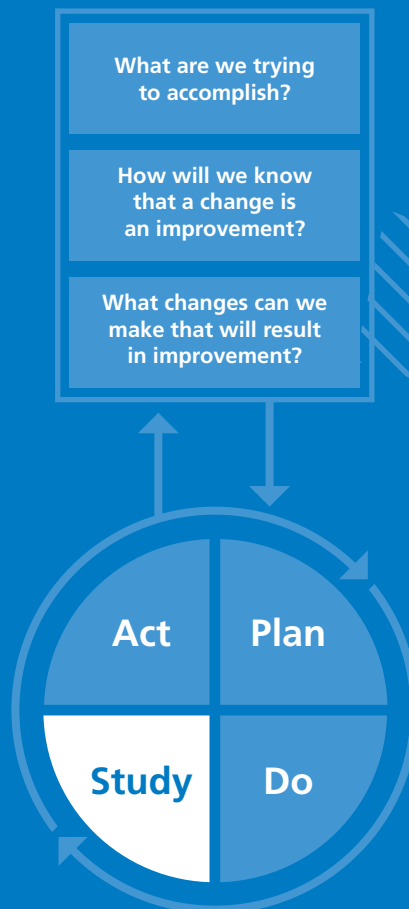 What are we trying
to accomplish?
How will we know
that a change is
an improvement?
What changes can we
make that will result
in improvement?
Act
Plan
Study
Do